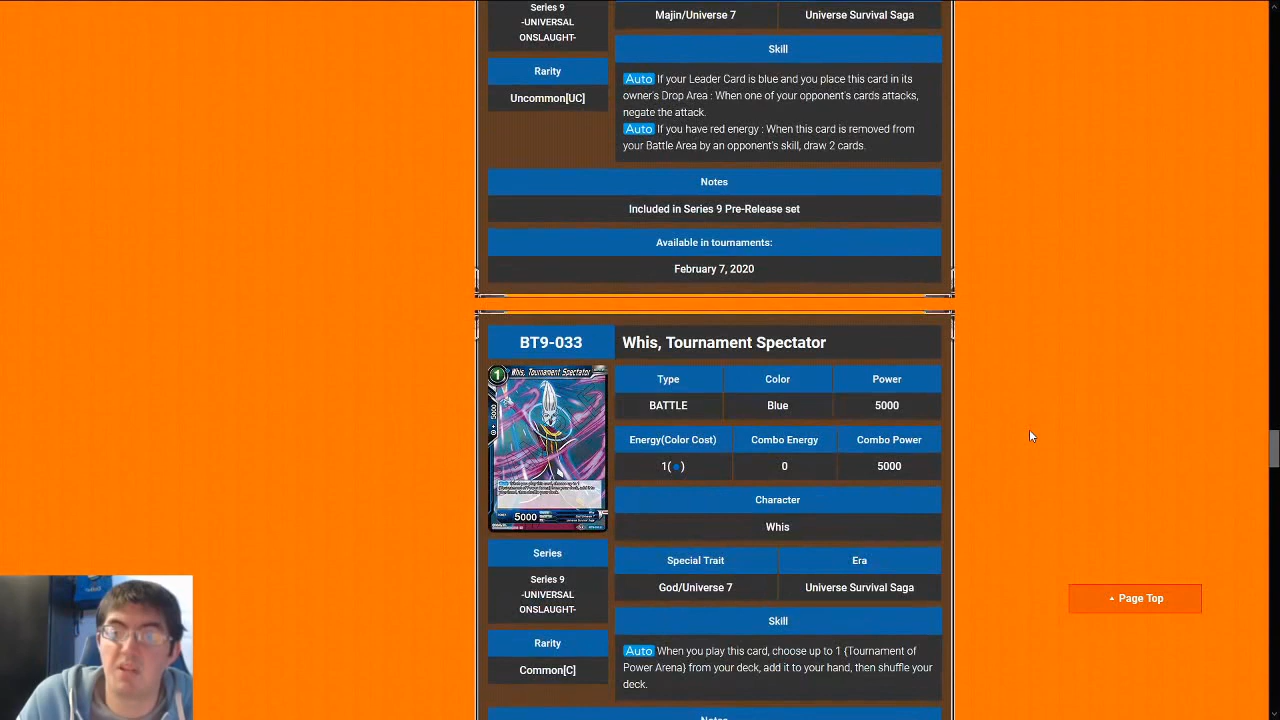 Series 9
-UNIVERSAL
ONSLAUGHT-
Majin/Universe 7
Universe Survival Saga
Skill
Rarity
Uncommon[UC]
Auto If your Leader Card is blue and you place this card in its
owner's Drop Area : When one of your opponent's cards attacks,
negate the attack.
Auto If you have red energy : When this card is removed from
your Battle Area by an opponent's skill, draw 2 cards.
Notes
Included in Series 9 Pre-Release set
Available in tournaments:
February 7, 2020
BT9-033
Whis, Tournament Spectator
1
Whis, Tournament Spectator
5000
5000
Type
Color
Power
BATTLE
Blue
5000
Energy(Color Cost)
Combo Energy
Combo Power
1( )
0
5000
Character
Whis
Series
Series 9
-UNIVERSAL
ONSLAUGHT-
Special Trait
Era
God/Universe 7
Universe Survival Saga
Skill
Rarity
Common[C]
Auto When you play this card, choose up to 1 {Tournament of
Power Arena} from your deck, add it to your hand, then shuffle your
deck.
Notes
Page Top